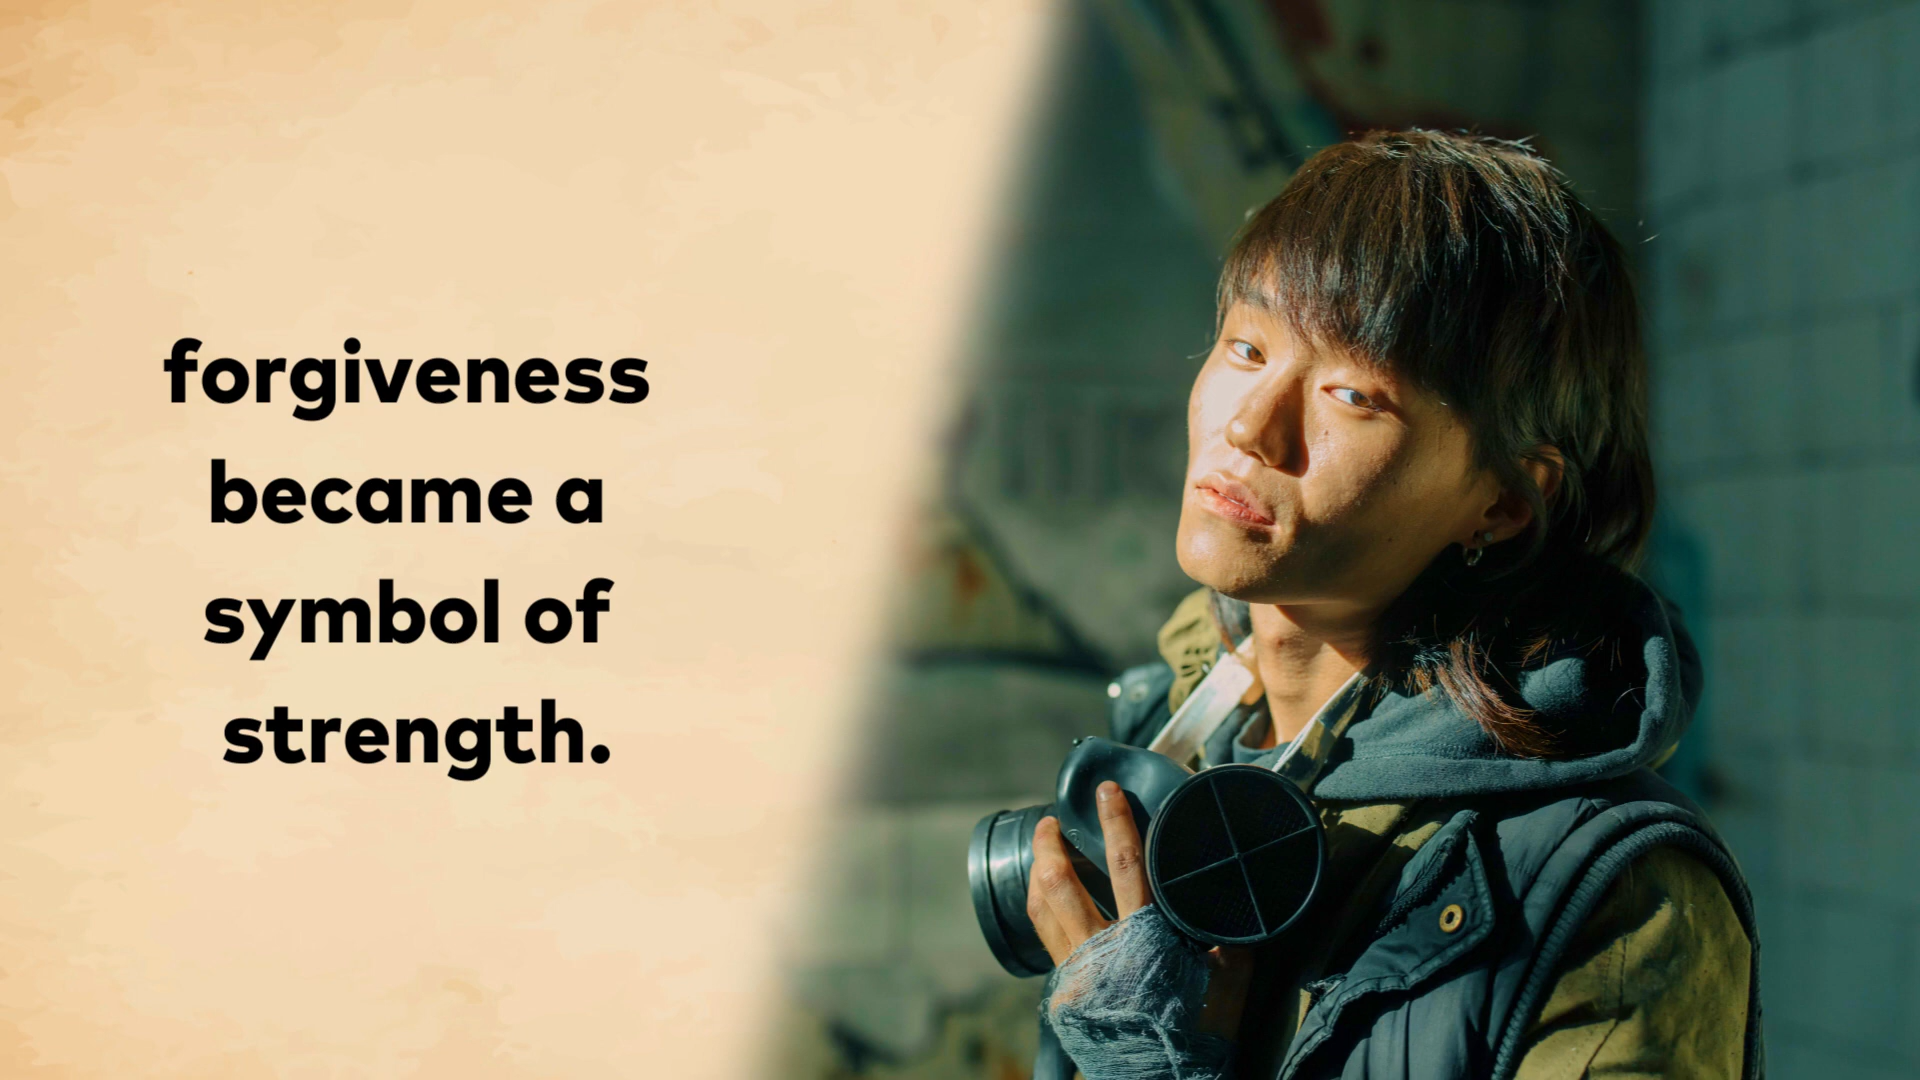 forgiveness
became a
symbol of
strength.